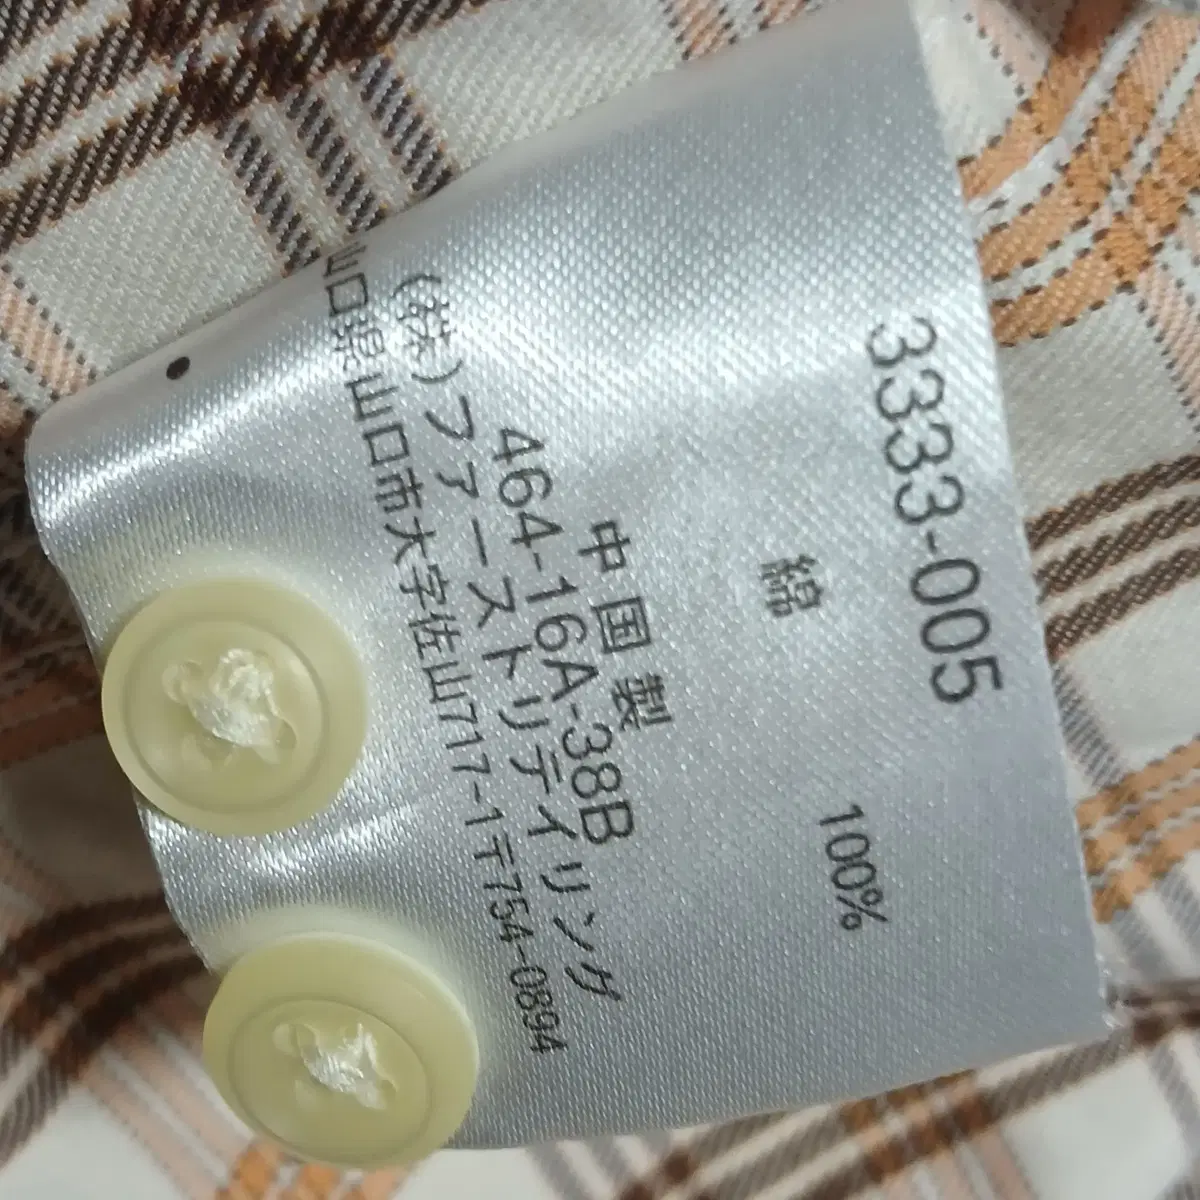 3333-005
綿 100%
中国製
464-16A-38B
(株)ファーストリテイリング
山口県山口市大字佐山717-1〒754-0894